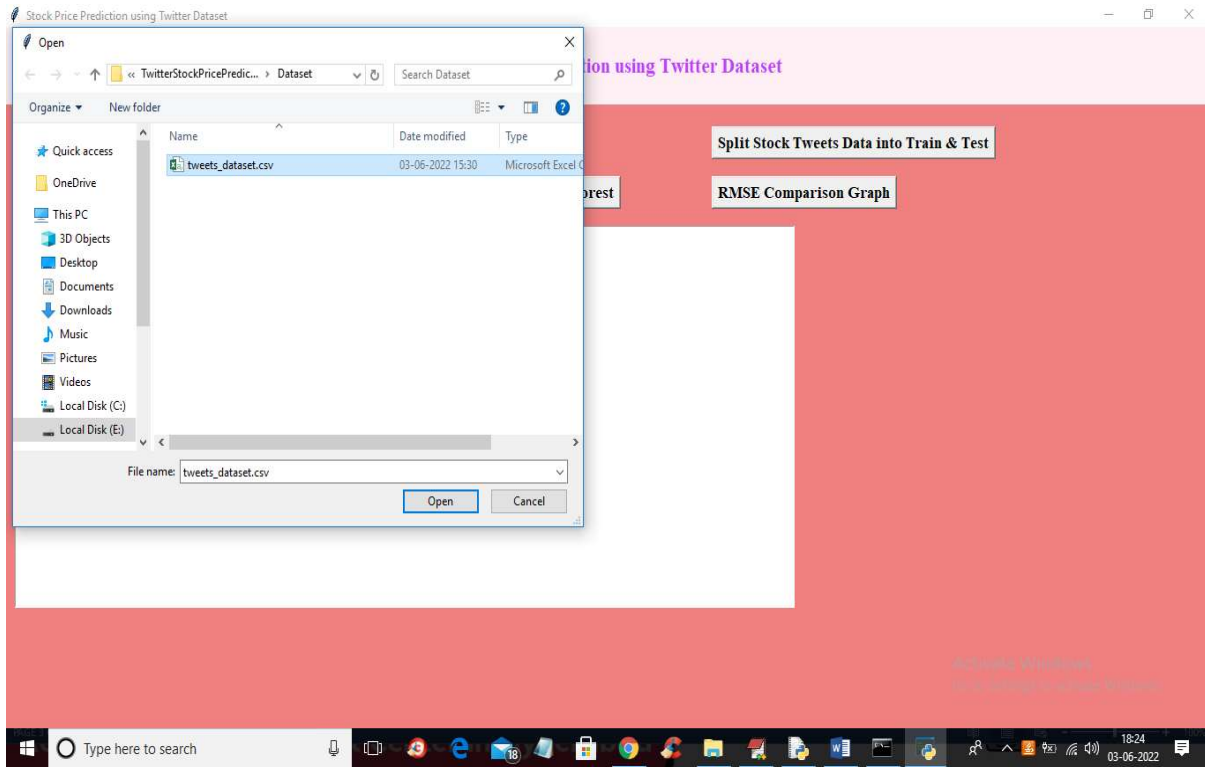 Stock Price Prediction using Twitter Dataset
Open
tion using Twitter Dataset
« TwitterStockPricePredic... › Dataset
Search Dataset
Organize
New folder
Name
Date modified
Type
Split Stock Tweets Data into Train & Test
Quick access
tweets_dataset.csv
03-06-2022 15:30
Microsoft Excel C
OneDrive
orest
RMSE Comparison Graph
This PC
3D Objects
Desktop
Documents
Downloads
Music
Pictures
Videos
Local Disk (C:)
Local Disk (E:)
File name: tweets_dataset.csv
Open
Cancel
Activate Windows
Type here to search
18
18:24
03-06-2022